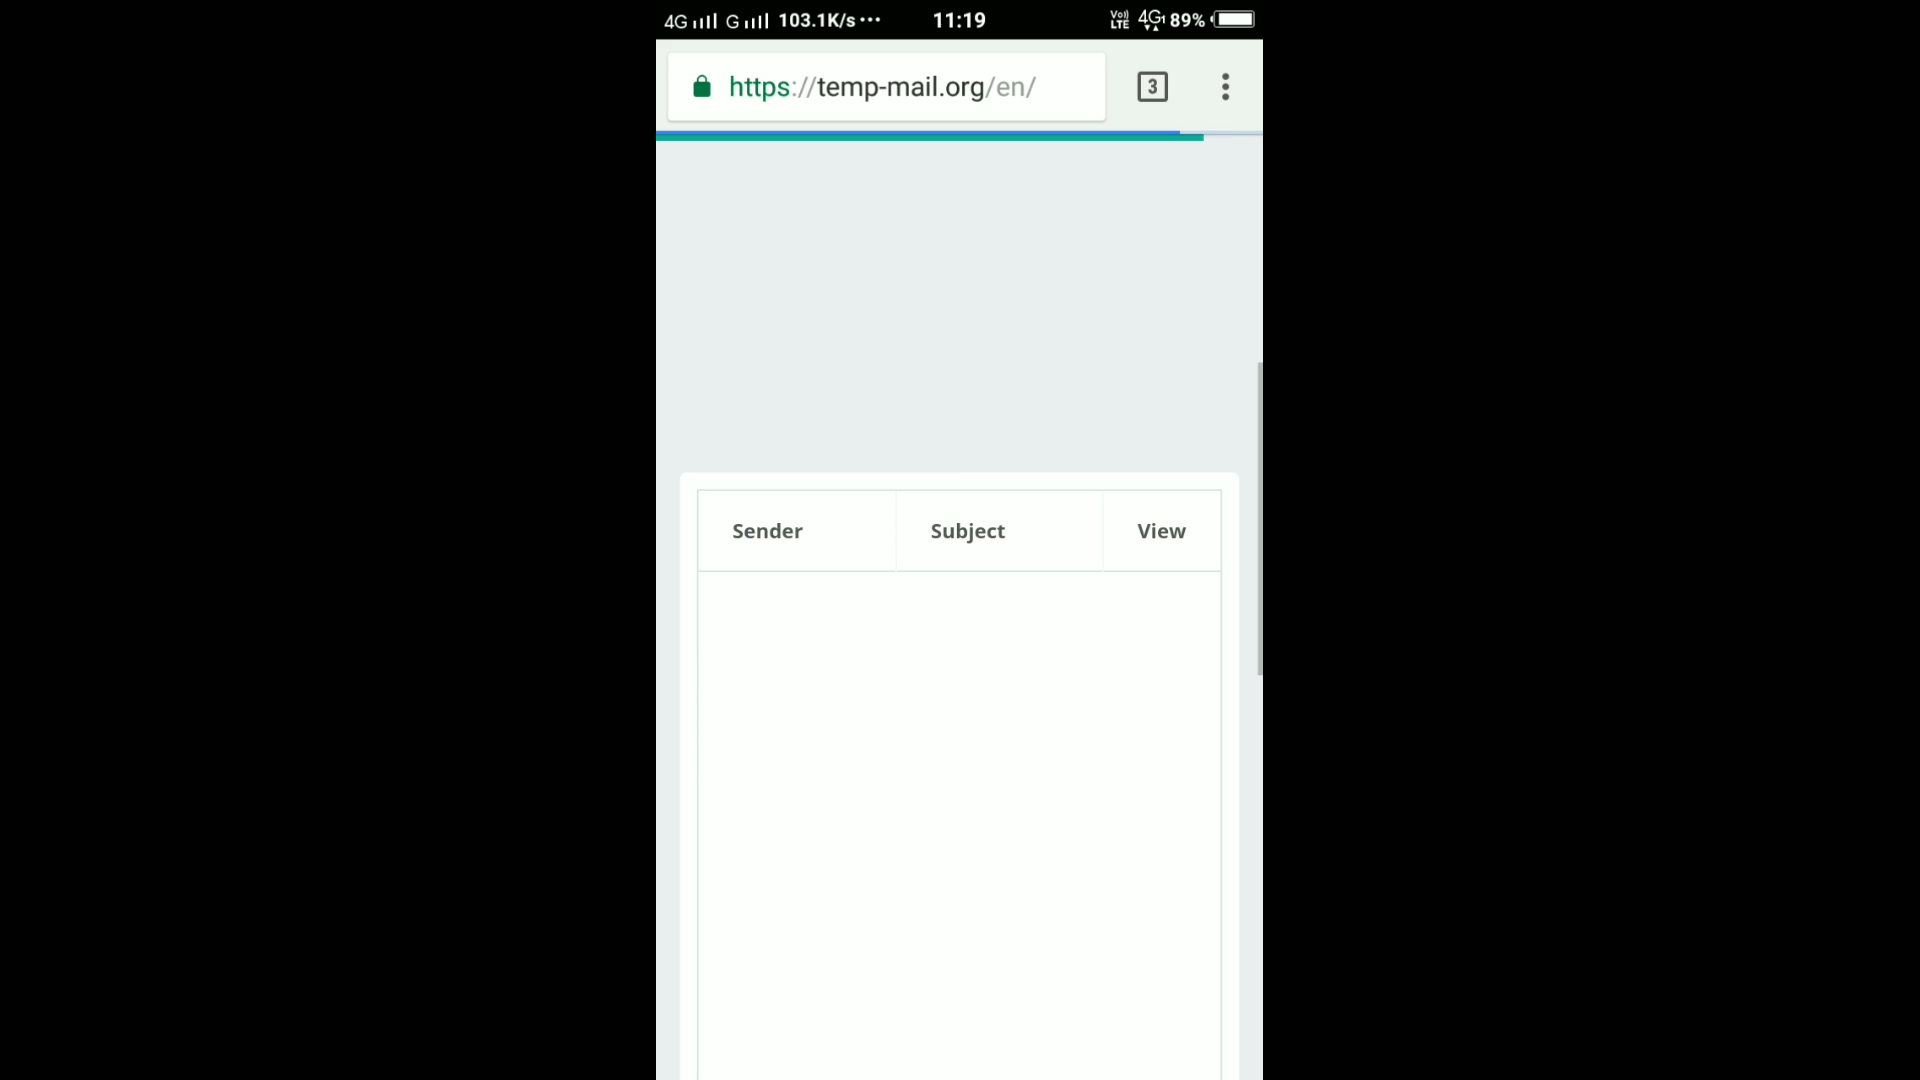 4G G 103.1K/s ... 11:19 Vo)) LTE 4G 89%
https://temp-mail.org/en/ 3
Sender Subject View